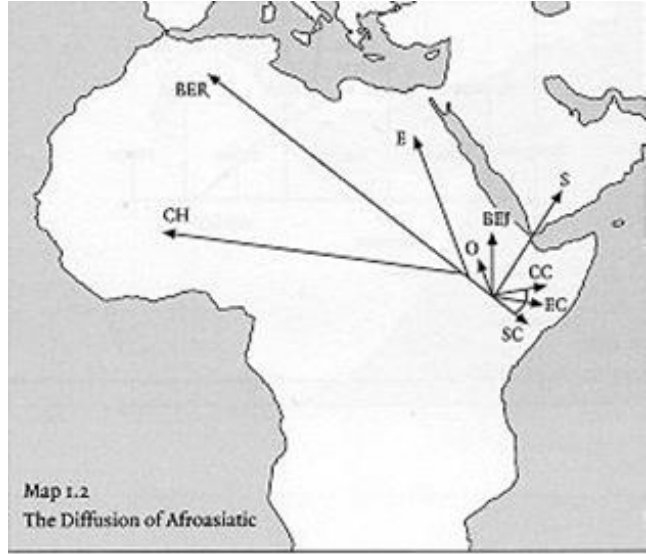 BER
E
S
CH
BEJ
O
CC
EC
SC
Map 1.2
The Diffusion of Afroasiatic